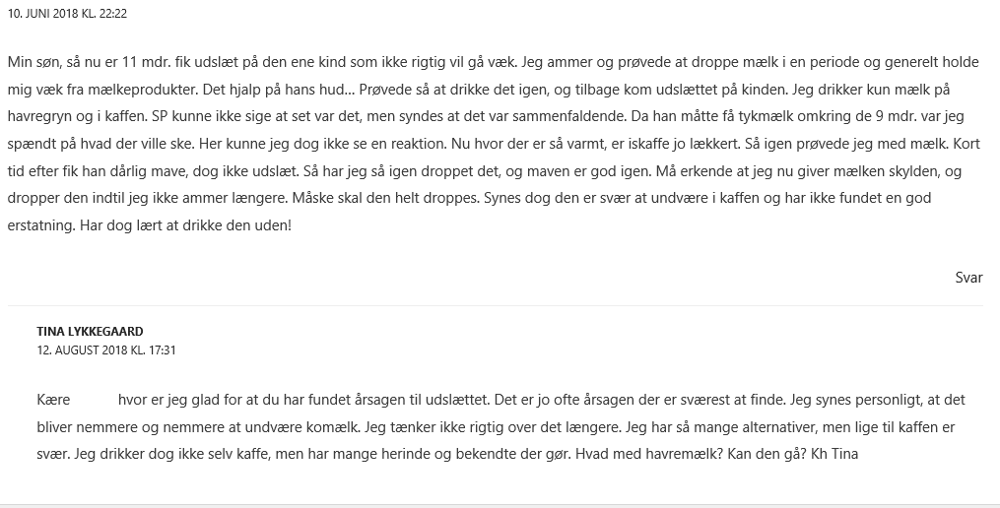 10. JUNI 2018 KL. 22:22
Min søn, så nu er 11 mdr. fik udslæt på den ene kind som ikke rigtig vil gå væk. Jeg ammer og prøvede at droppe mælk i en periode og generelt holde
mig væk fra mælkeprodukter. Det hjalp på hans hud... Prøvede så at drikke det igen, og tilbage kom udslættet på kinden. Jeg drikker kun mælk på
havregryn og i kaffen. SP kunne ikke sige at set var det, men syndes at det var sammenfaldende. Da han måtte få tykmælk omkring de 9 mdr. var jeg
spændt på hvad der ville ske. Her kunne jeg dog ikke se en reaktion. Nu hvor der er så varmt, er iskaffe jo lækkert. Så igen prøvede jeg med mælk. Kort
tid efter fik han dårlig mave, dog ikke udslæt. Så har jeg så igen droppet det, og maven er god igen. Må erkende at jeg nu giver mælken skylden, og
dropper den indtil jeg ikke ammer længere. Måske skal den helt droppes. Synes dog den er svær at undvære i kaffen og har ikke fundet en god
erstatning. Har dog lært at drikke den uden!
Svar
TINA LYKKEGAARD
12. AUGUST 2018 KL. 17:31
Kære hvor er jeg glad for at du har fundet årsagen til udslættet. Det er jo ofte årsagen der er sværest at finde. Jeg synes personligt, at det
bliver nemmere og nemmere at undvære komælk. Jeg tænker ikke rigtig over det længere. Jeg har så mange alternativer, men lige til kaffen er
svær. Jeg drikker dog ikke selv kaffe, men har mange herinde og bekendte der gør. Hvad med havremælk? Kan den gå? Kh Tina